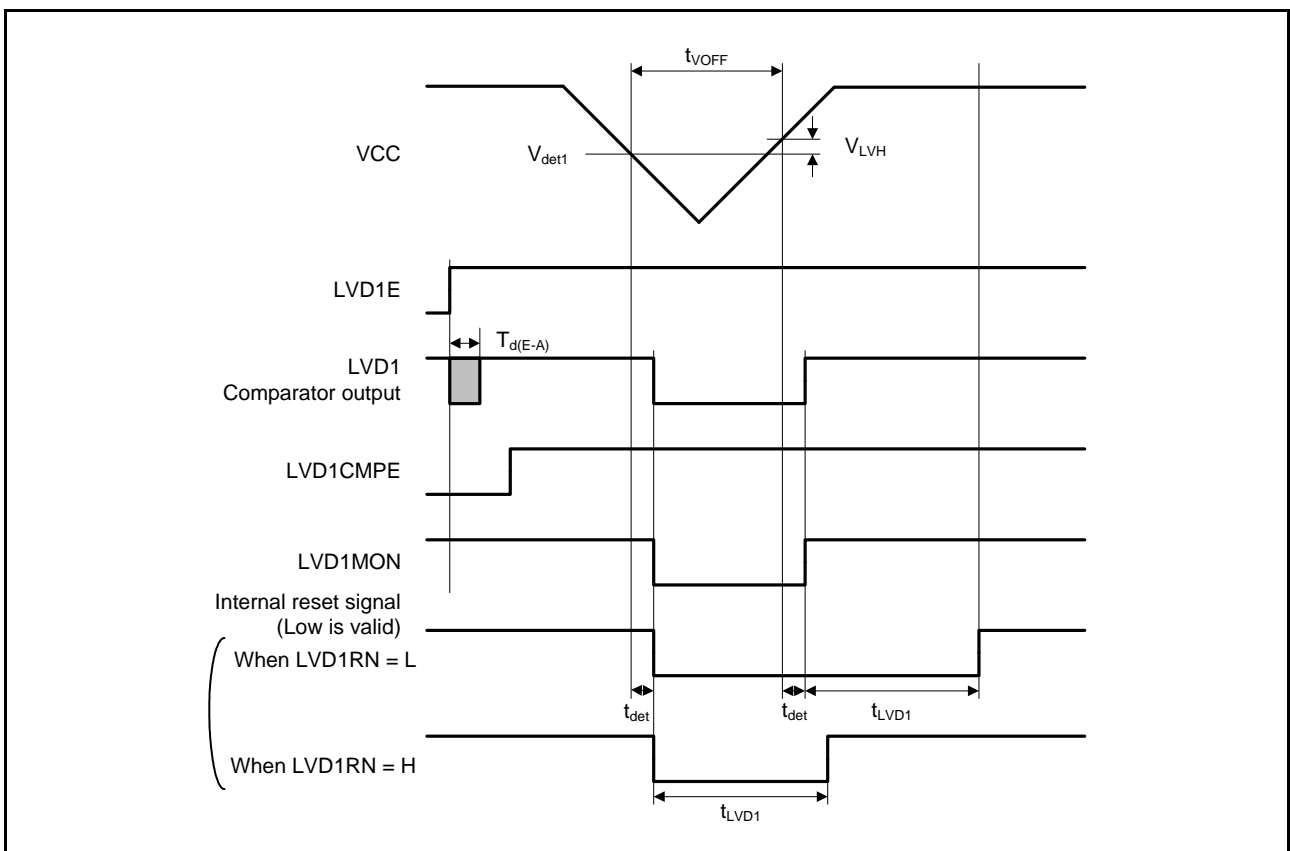 tVOFF
VCC
Vdet1
VLVH
LVD1E
Td(E-A)
LVD1
Comparator output
LVD1CMPE
LVD1MON
Internal reset signal
(Low is valid)
When LVD1RN = L
tdet
tdet
tLVD1
When LVD1RN = H
tLVD1